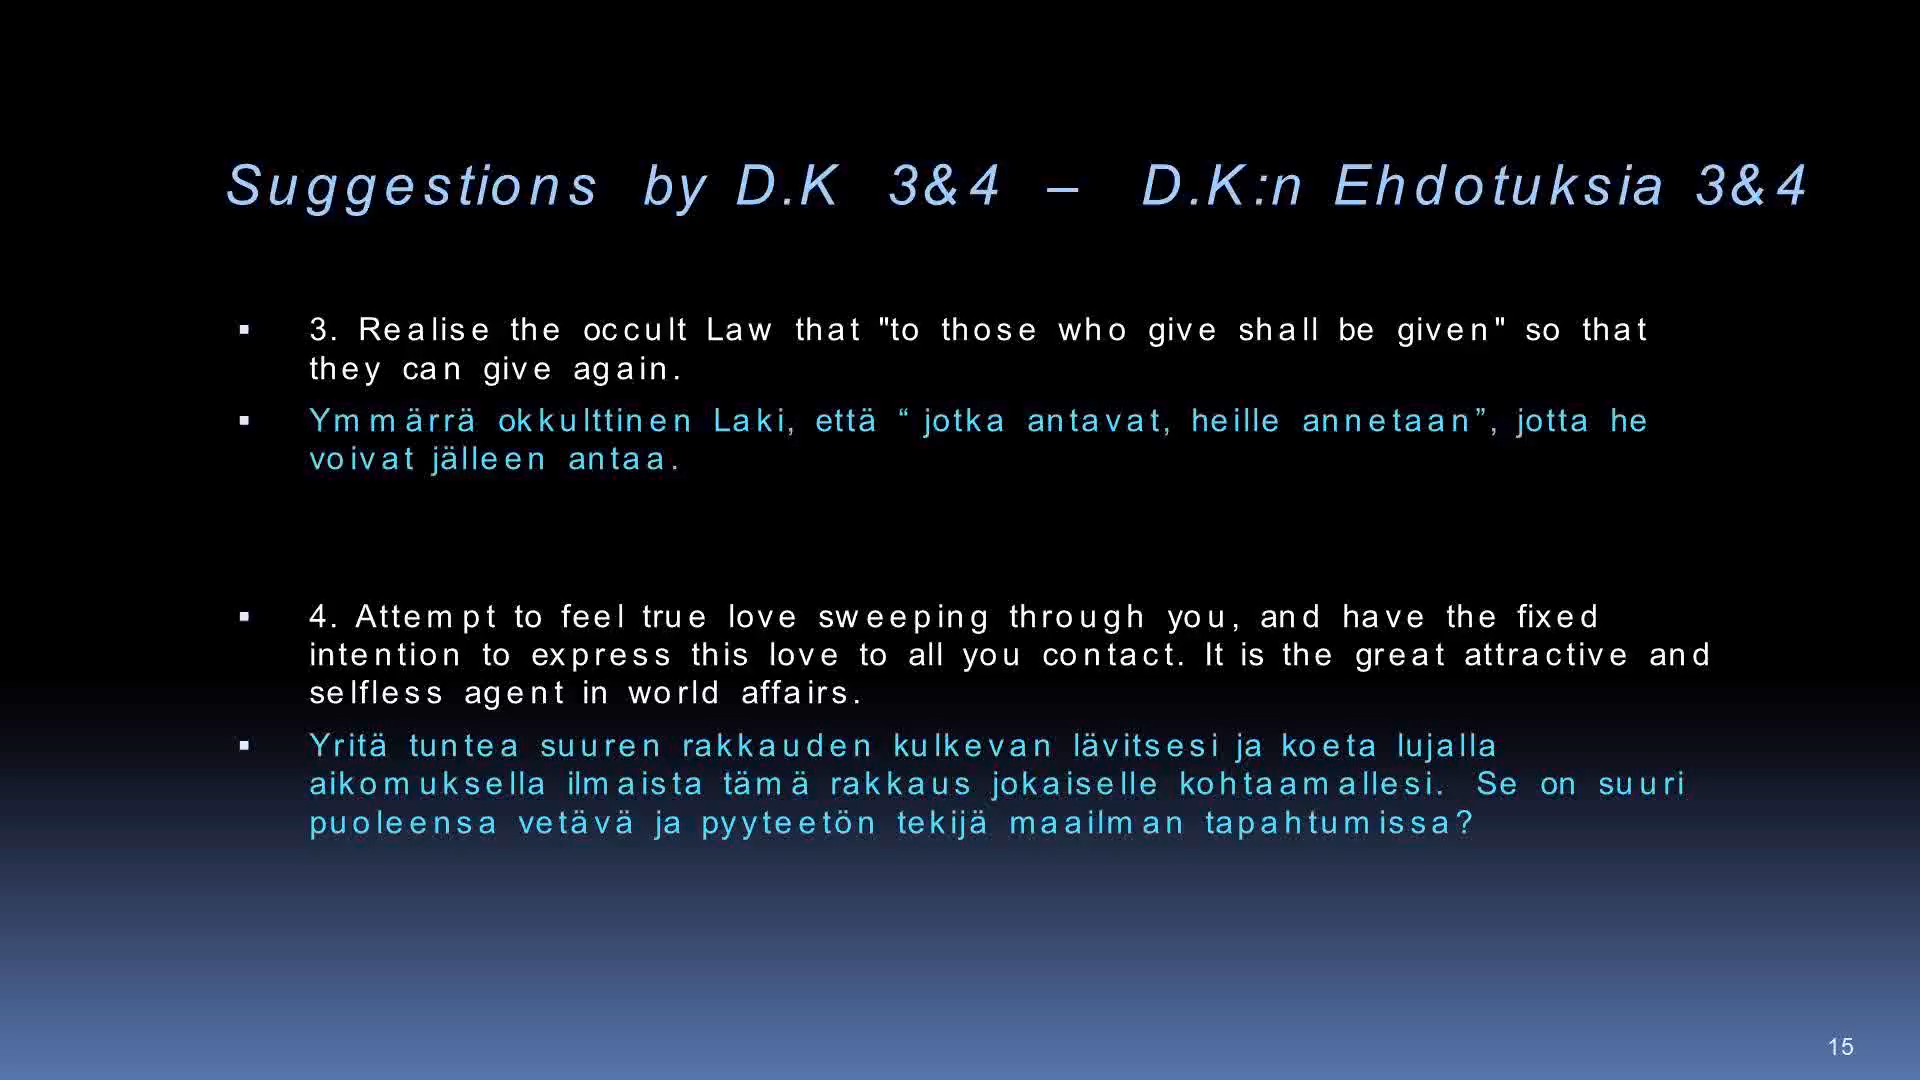 Suggestions by D.K 3&4 – D.K:n Ehdotuksia 3&4
▪ 3. Realise the occult Law that "to those who give shall be given" so that
they can give again.
▪ Ymmärrä okkulttinen Laki, että “ jotka antavat, heille annetaan”, jotta he
voivat jälleen antaa.
▪ 4. Attempt to feel true love sweeping through you, and have the fixed
intention to express this love to all you contact. It is the great attractive and
selfless agent in world affairs.
▪ Yritä tuntea suuren rakkauden kulkevan lävitsesi ja koeta lujalla
aikomuksella ilmaista tämä rakkaus jokaiselle kohtaamallesi. Se on suuri
puoleensa vetävä ja pyyteetön tekijä maailman tapahtumissa?
15